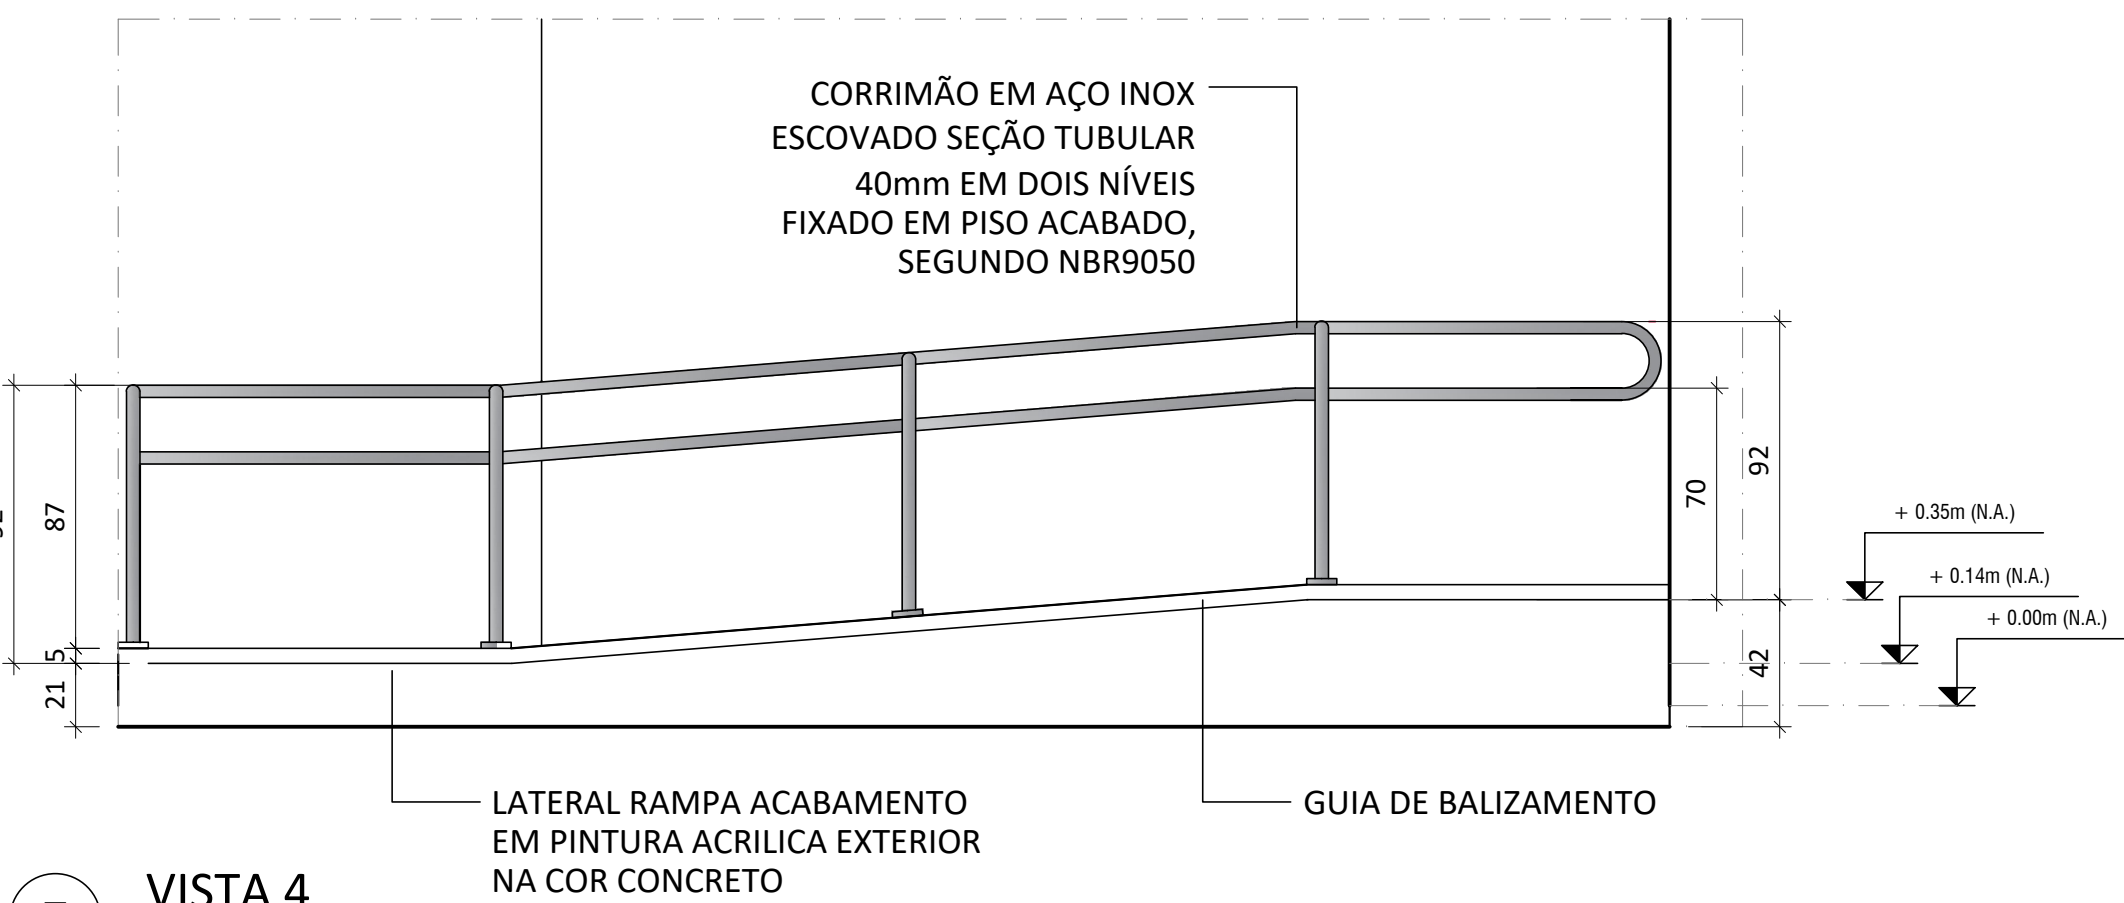 CORRIMÃO EM AÇO INOX
ESCOVADO SEÇÃO TUBULAR
40mm EM DOIS NÍVEIS
FIXADO EM PISO ACABADO,
SEGUNDO NBR9050
87
5
21
70
92
42
+ 0.35m (N.A.)
+ 0.14m (N.A.)
+ 0.00m (N.A.)
LATERAL RAMPA ACABAMENTO
EM PINTURA ACRILICA EXTERIOR
NA COR CONCRETO
GUIA DE BALIZAMENTO
VISTA 4